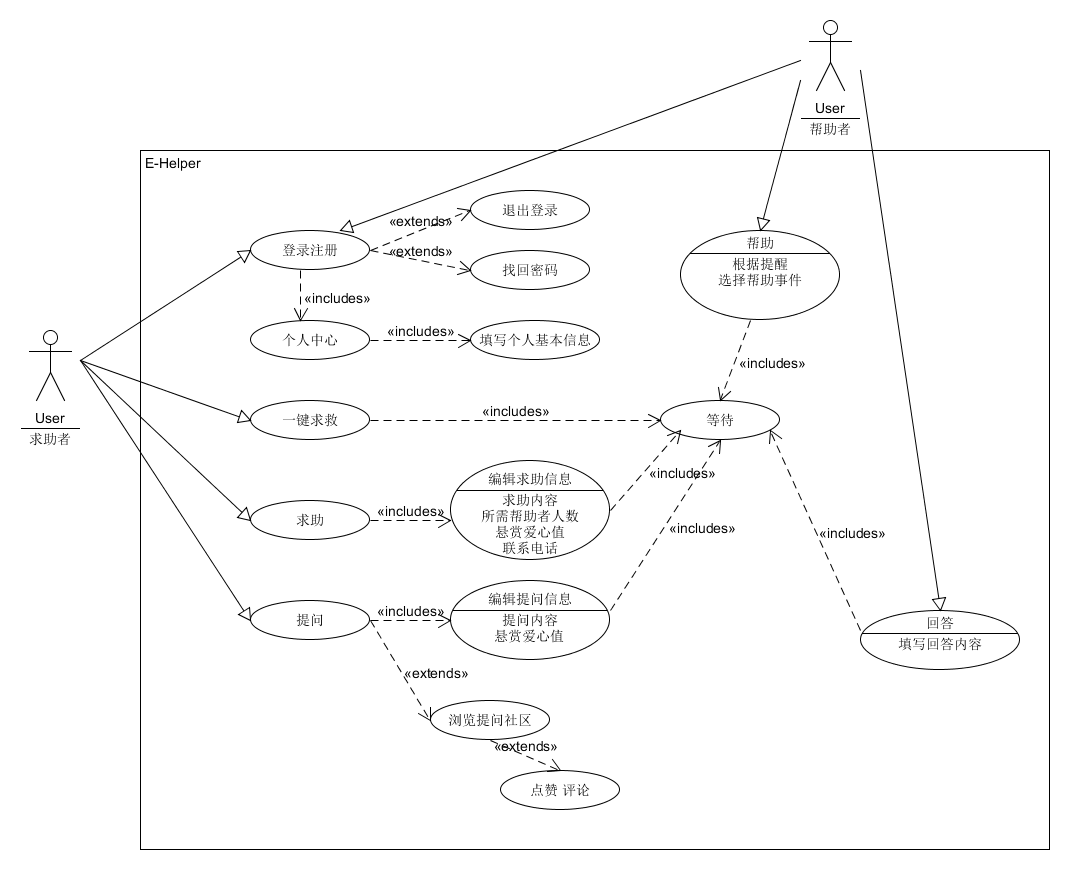 User
帮助者
E-Helper
«extends»
退出登录
登录注册
«extends»
找回密码
帮助
根据提醒
选择帮助事件
«includes»
个人中心
«includes»
填写个人基本信息
«includes»
User
求助者
一键求救
«includes»
等待
求助
«includes»
编辑求助信息
求助内容
所需帮助者人数
悬赏爱心值
联系电话
«includes»
«includes»
«includes»
提问
«includes»
编辑提问信息
提问内容
悬赏爱心值
回答
填写回答内容
«extends»
浏览提问社区
«extends»
点赞 评论